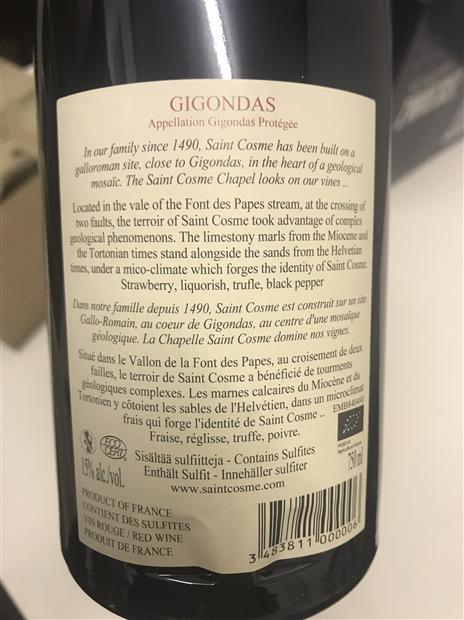 GIGONDAS
Appellation Gigondas Protégée
In our family since 1490, Saint Cosme has been built on a
galloroman site, close to Gigondas, in the heart of a geological
mosaïc. The Saint Cosme Chapel looks on our vines ...
Located in the vale of the Font des Papes stream, at the crossing of
two faults, the terroir of Saint Cosme took advantage of complex
geological phenomenons. The limestony marls from the Miocene and
the Tortonian times stand alongside the sands from the Helvetian
times, under a mico-climate which forges the identity of Saint Cosme.
Strawberry, liquorish, trufle, black pepper
Dans notre famille depuis 1490, Saint Cosme est construit sur un site
Gallo-Romain, au coeur de Gigondas, au centre d'une mosaïque
géologique. La Chapelle Saint Cosme domine nos vignes.
Situé dans le Vallon de la Font des Papes, au croisement de deux
failles, le terroir de Saint Cosme a bénéficié de tourments
géologiques complexes. Les marnes calcaires du Miocène et du
Tortonien y côtoient les sables de l'Helvétien, dans un microclimat
frais qui forge l'identité de Saint Cosme ..
Fraise, réglisse, truffe, poivre.
ECO
CERT
15% alc./vol.
Sisältää sulfiitteja - Contains Sulfites
Enthält Sulfit - Innehåller sulfiter
www.saintcosme.com
750 ml
PRODUCT OF FRANCE
CONTIENT DES SULFITES
VIN ROUGE / RED WINE
PRODUIT DE FRANCE
3 483811 000006